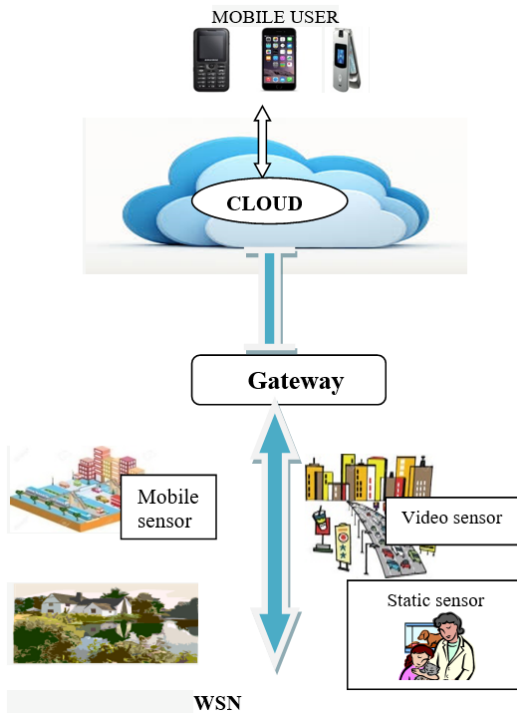 MOBILE USER
CLOUD
Gateway
Mobile
sensor
Video sensor
Static sensor
WSN